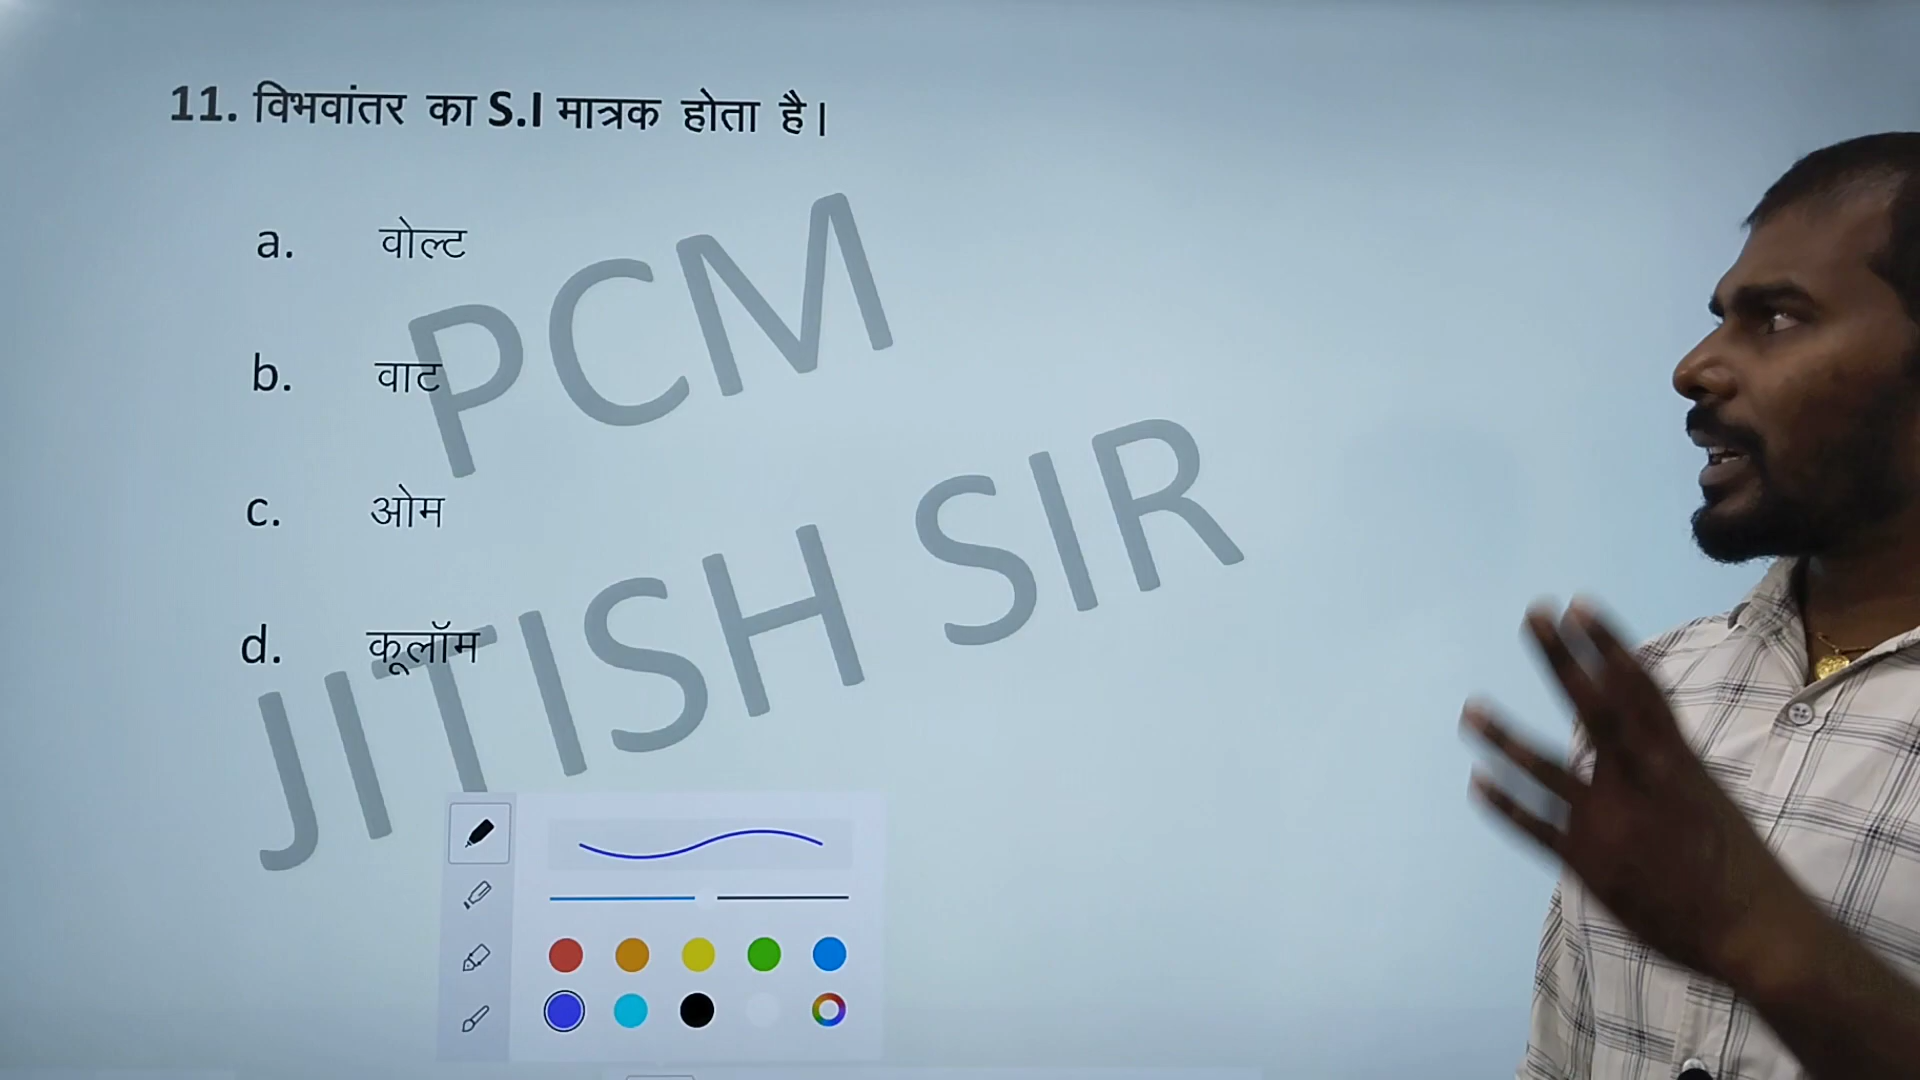 11. विभवांतर का S.I मात्रक होता है।
a. वोल्ट
b. वाट
c. ओम
d. कूलॉम
PCM
JITISH SIR